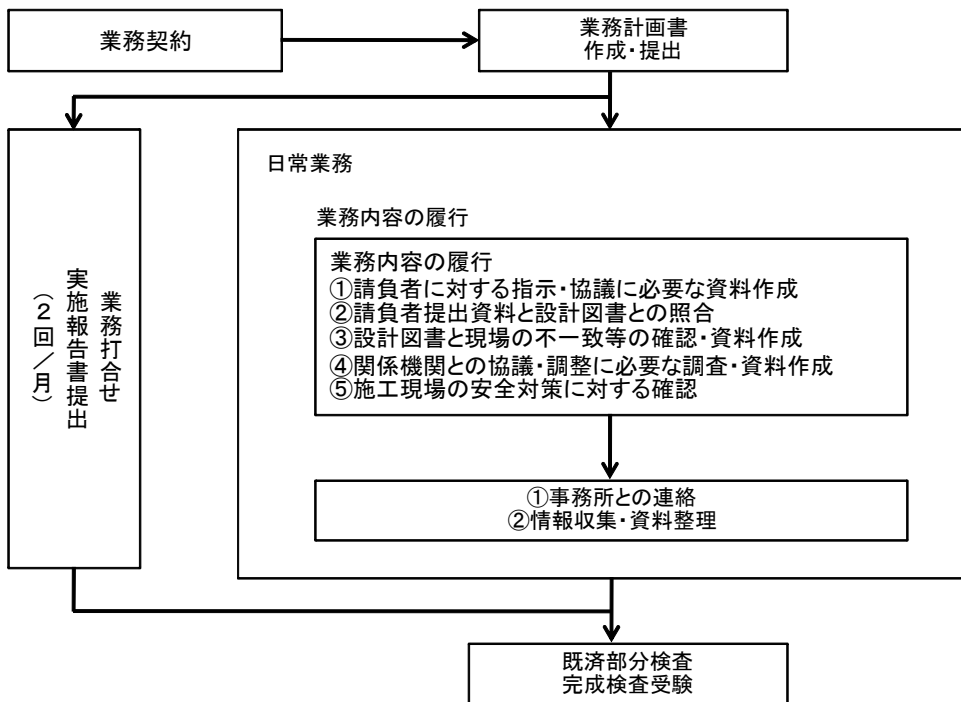 業務契約
業務計画書
作成・提出
業務打合せ
実施報告書提出
（２回／月）
日常業務
業務内容の履行
業務内容の履行
①請負者に対する指示・協議に必要な資料作成
②請負者提出資料と設計図書との照合
③設計図書と現場の不一致等の確認・資料作成
④関係機関との協議・調整に必要な調査・資料作成
⑤施工現場の安全対策に対する確認
①事務所との連絡
②情報収集・資料整理
既済部分検査
完成検査受験